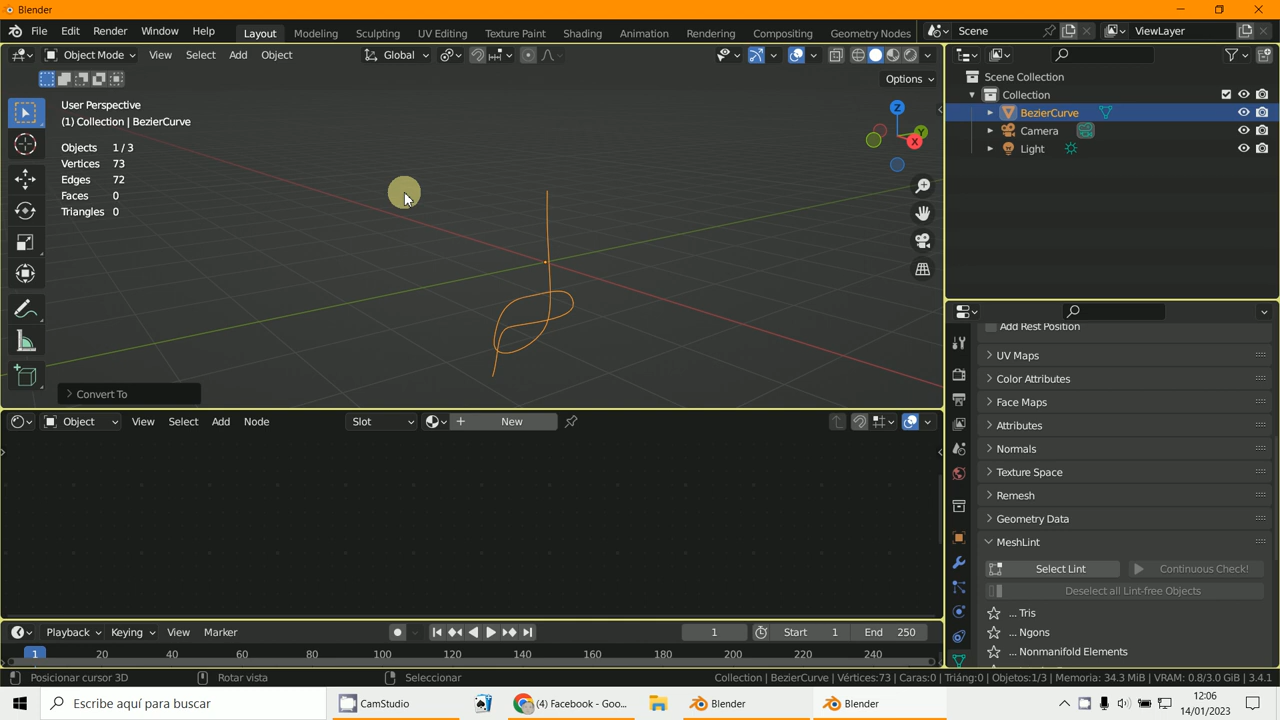 Blender
File Edit Render Window Help
Layout Modeling Sculpting UV Editing Texture Paint Shading Animation Rendering Compositing Geometry Nodes
Scene
ViewLayer
Object Mode View Select Add Object
Global
Options
User Perspective
(1) Collection | BezierCurve
Objects 1 / 3
Vertices 73
Edges 72
Faces 0
Triangles 0
Z
Y
X
Convert To
Scene Collection
Collection
BezierCurve
Camera
Light
Add Rest Position
UV Maps
Color Attributes
Face Maps
Attributes
Normals
Texture Space
Remesh
Geometry Data
MeshLint
Select Lint Continuous Check!
Deselect all Lint-free Objects
... Tris
... Ngons
... Nonmanifold Elements
Object View Select Add Node
Slot
New
Playback Keying View Marker
1
Start 1
End 250
1 20 40 60 80 100 120 140 160 180 200 220 240
Posicionar cursor 3D Rotar vista Seleccionar
Collection | BezierCurve | Vértices:73 | Caras:0 | Triáng:0 | Objetos:1/3 | Memoria: 34.3 MiB | VRAM: 0.8/3.0 GiB | 3.4.1
Escribe aquí para buscar
CamStudio
(4) Facebook - Goo...
Blender
Blender
12:06
14/01/2023